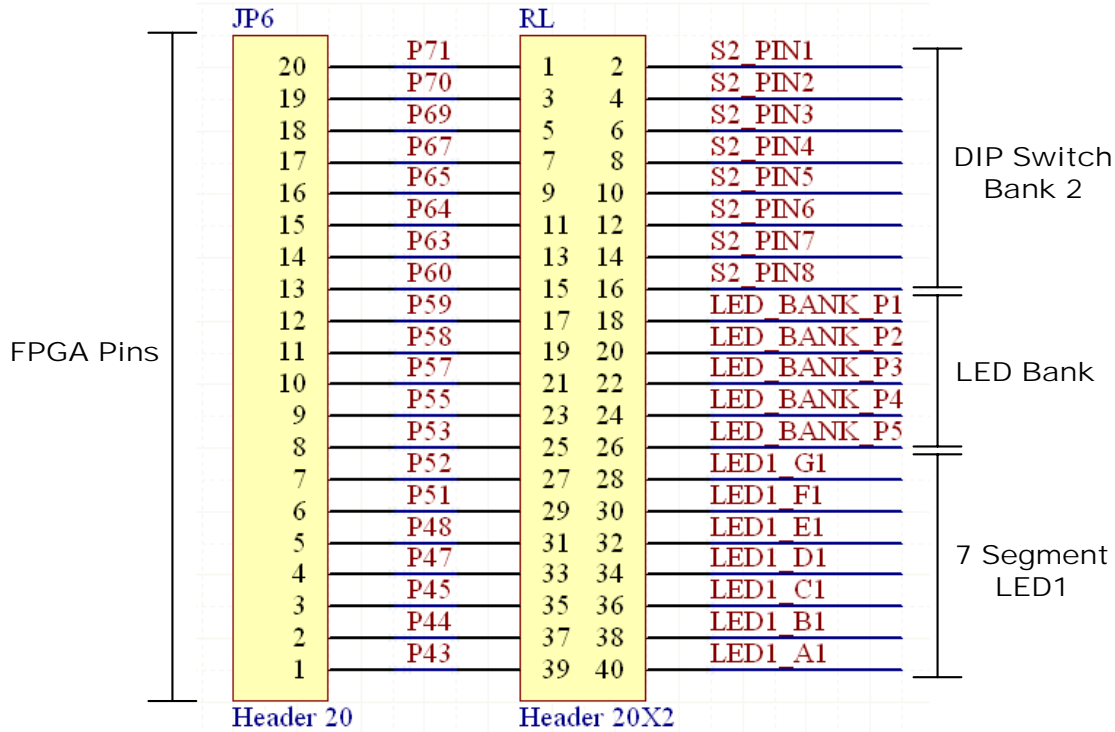 JP6 RL
20 P71 1 2 S2_PIN1
19 P70 3 4 S2_PIN2
18 P69 5 6 S2_PIN3
17 P67 7 8 S2_PIN4
16 P65 9 10 S2_PIN5
15 P64 11 12 S2_PIN6
14 P63 13 14 S2_PIN7
13 P60 15 16 S2_PIN8
12 P59 17 18 LED_BANK_P1
11 P58 19 20 LED_BANK_P2
10 P57 21 22 LED_BANK_P3
9 P55 23 24 LED_BANK_P4
8 P53 25 26 LED_BANK_P5
7 P52 27 28 LED1_G1
6 P51 29 30 LED1_F1
5 P48 31 32 LED1_E1
4 P47 33 34 LED1_D1
3 P45 35 36 LED1_C1
2 P44 37 38 LED1_B1
1 P43 39 40 LED1_A1
Header 20 Header 20X2
FPGA Pins
DIP Switch
Bank 2
LED Bank
7 Segment
LED1